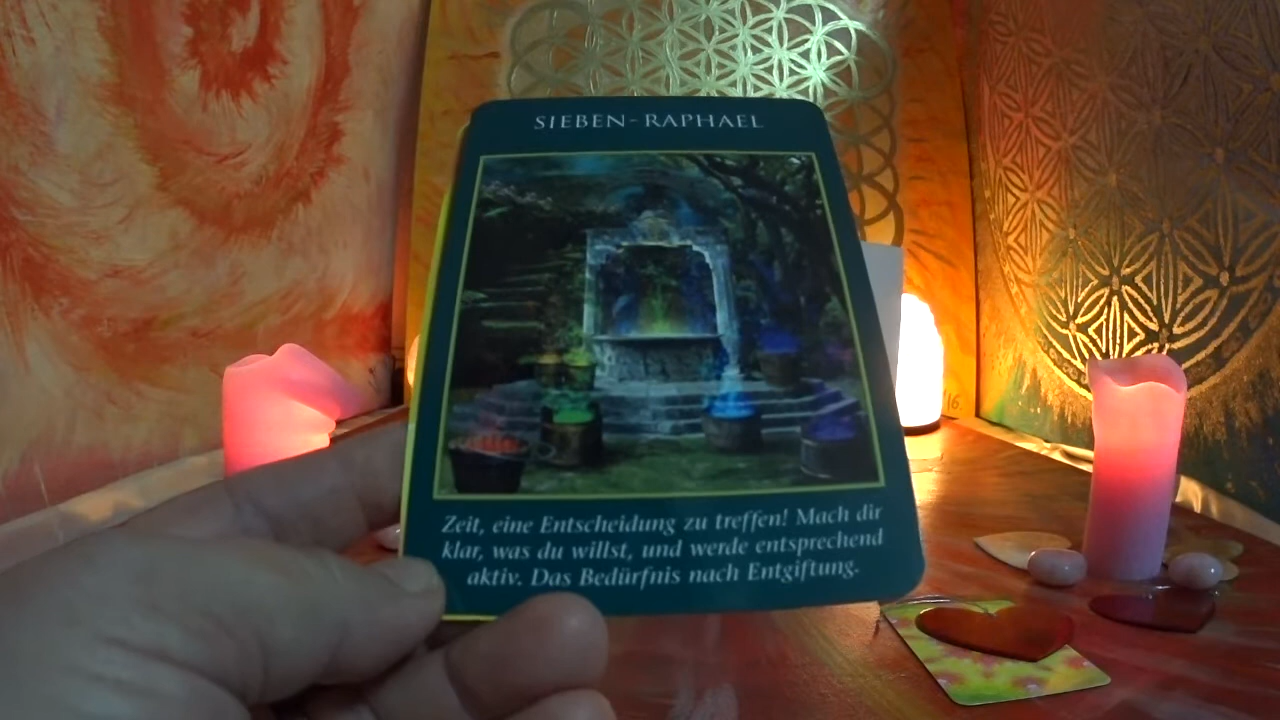 SIEBEN-RAPHAEL
Zeit, eine Entscheidung zu treffen! Mach dir
klar, was du willst, und werde entsprechend
aktiv. Das Bedürfnis nach Entgiftung.